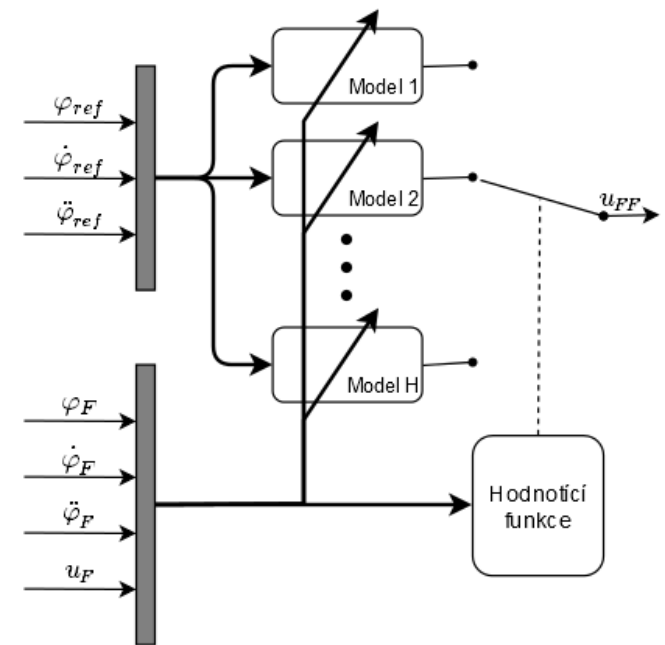 φ_ref
φ̇_ref
φ̈_ref
Model 1
Model 2
u_FF
Model H
φ_F
φ̇_F
φ̈_F
u_F
Hodnotící
funkce